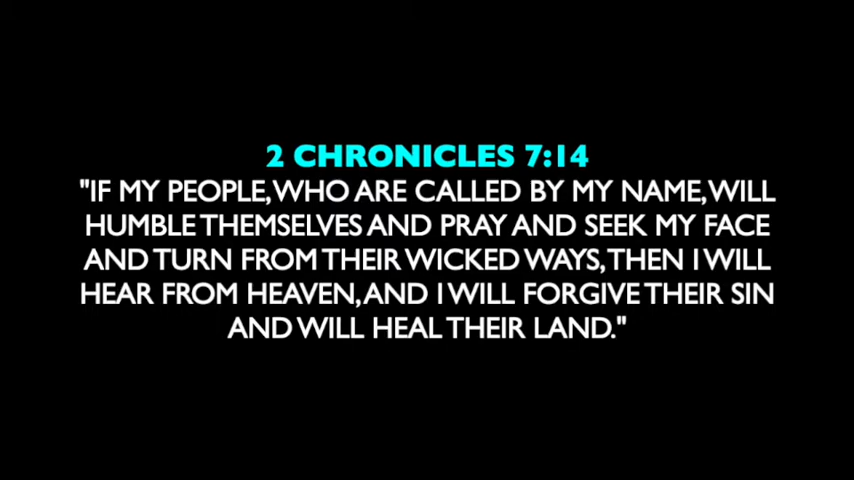 2 CHRONICLES 7:14
"IF MY PEOPLE, WHO ARE CALLED BY MY NAME, WILL
HUMBLE THEMSELVES AND PRAY AND SEEK MY FACE
AND TURN FROM THEIR WICKED WAYS, THEN I WILL
HEAR FROM HEAVEN, AND I WILL FORGIVE THEIR SIN
AND WILL HEAL THEIR LAND."